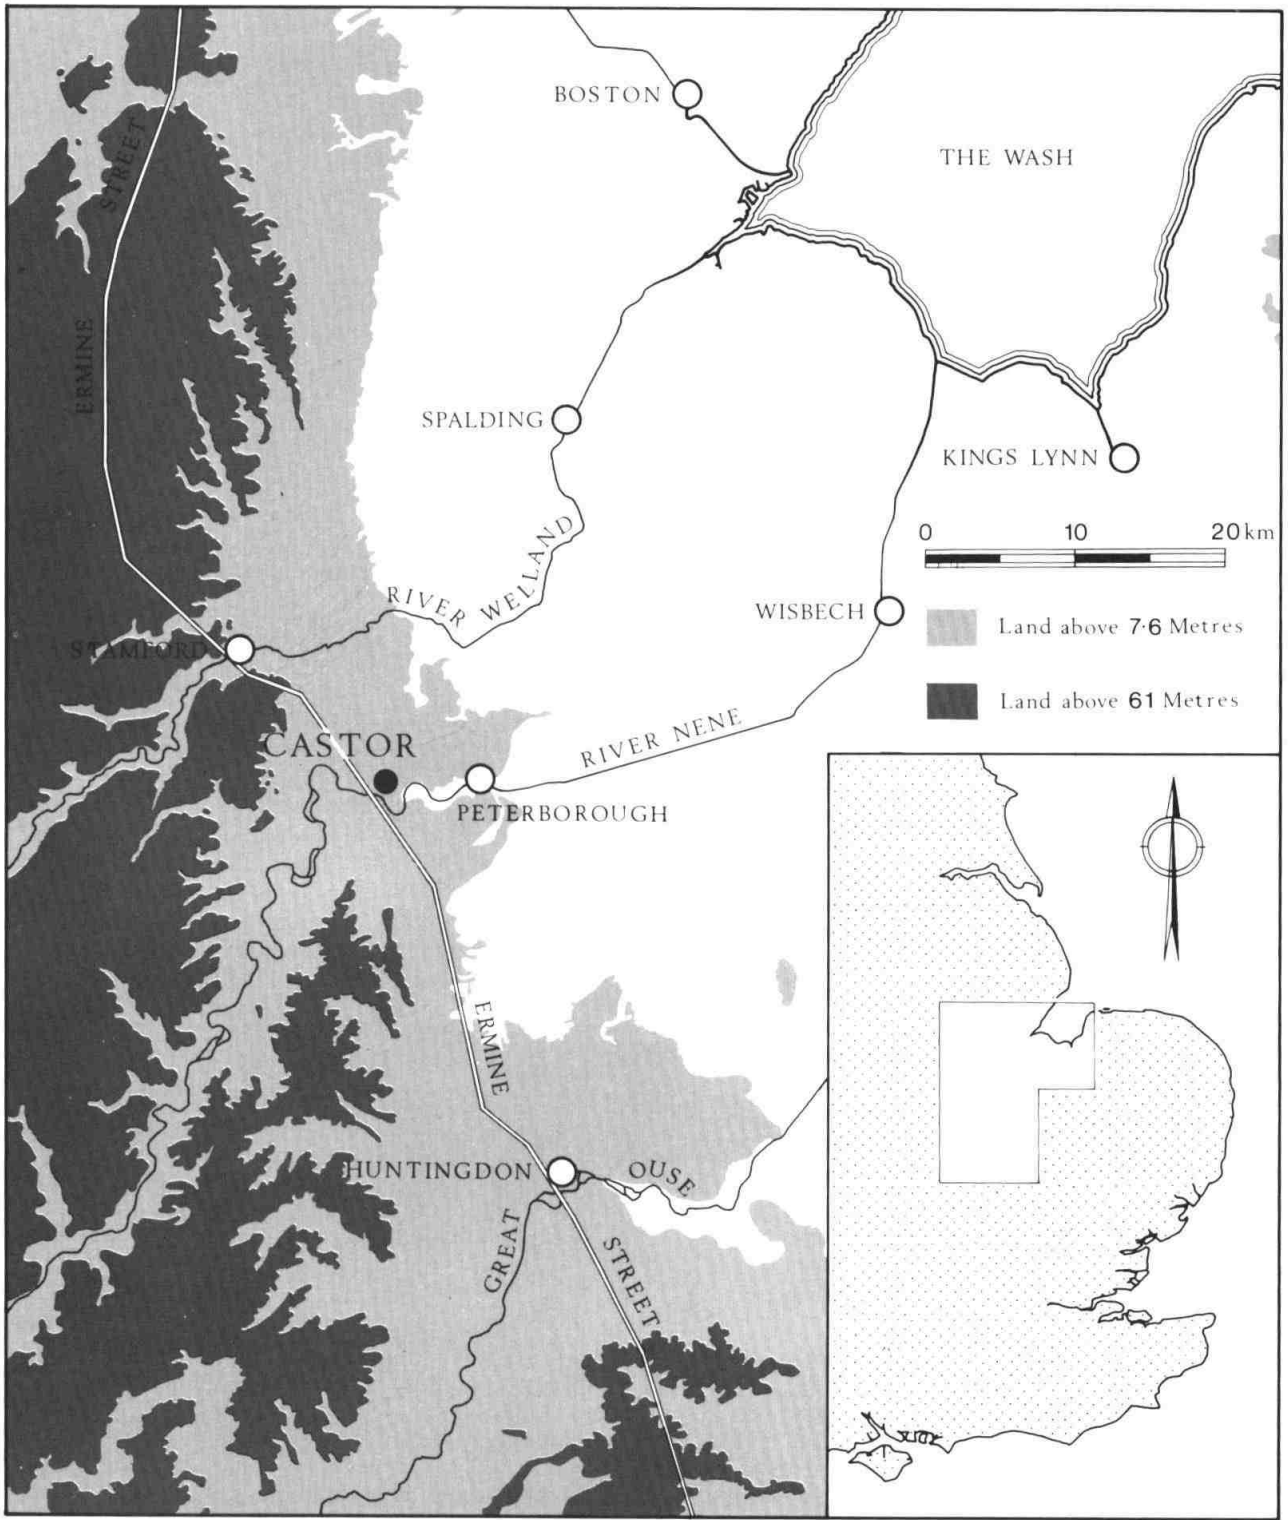 BOSTON
THE WASH
STREET
ERMINE
SPALDING
KINGS LYNN
0 10 20 km
RIVER WELLAND
WISBECH
Land above 7·6 Metres
STAMFORD
Land above 61 Metres
RIVER NENE
CASTOR
PETERBOROUGH
ERMINE
HUNTINGDON
GREAT
OUSE
STREET